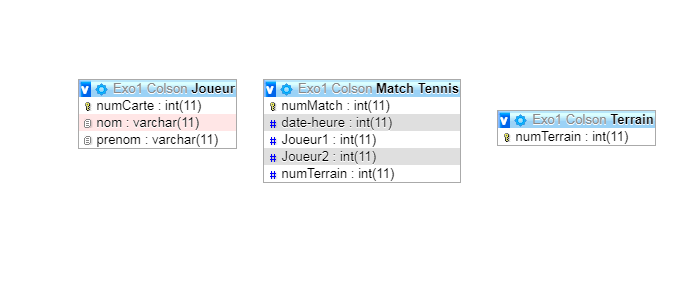 Exo1 Colson Joueur
numCarte : int(11)
nom : varchar(11)
prenom : varchar(11)
Exo1 Colson Match Tennis
numMatch : int(11)
date-heure : int(11)
Joueur1 : int(11)
Joueur2 : int(11)
numTerrain : int(11)
Exo1 Colson Terrain
numTerrain : int(11)